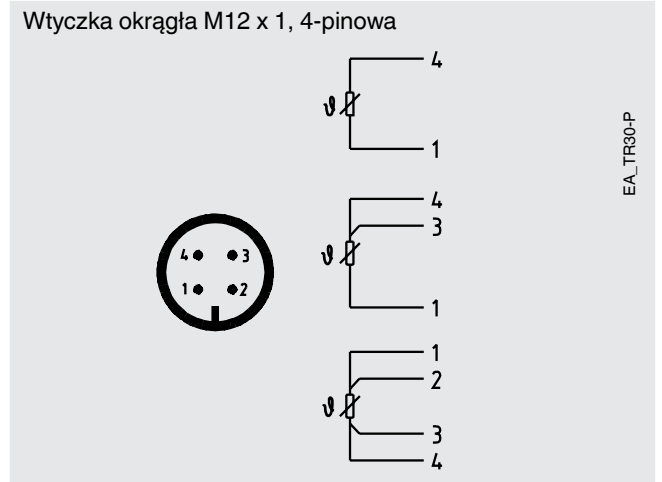 Wtyczka okrągła M12 x 1, 4-pinowa
ϑ
4
1
EA_TR30-P
4 3
1 2
ϑ
4
3
1
ϑ
1
2
3
4